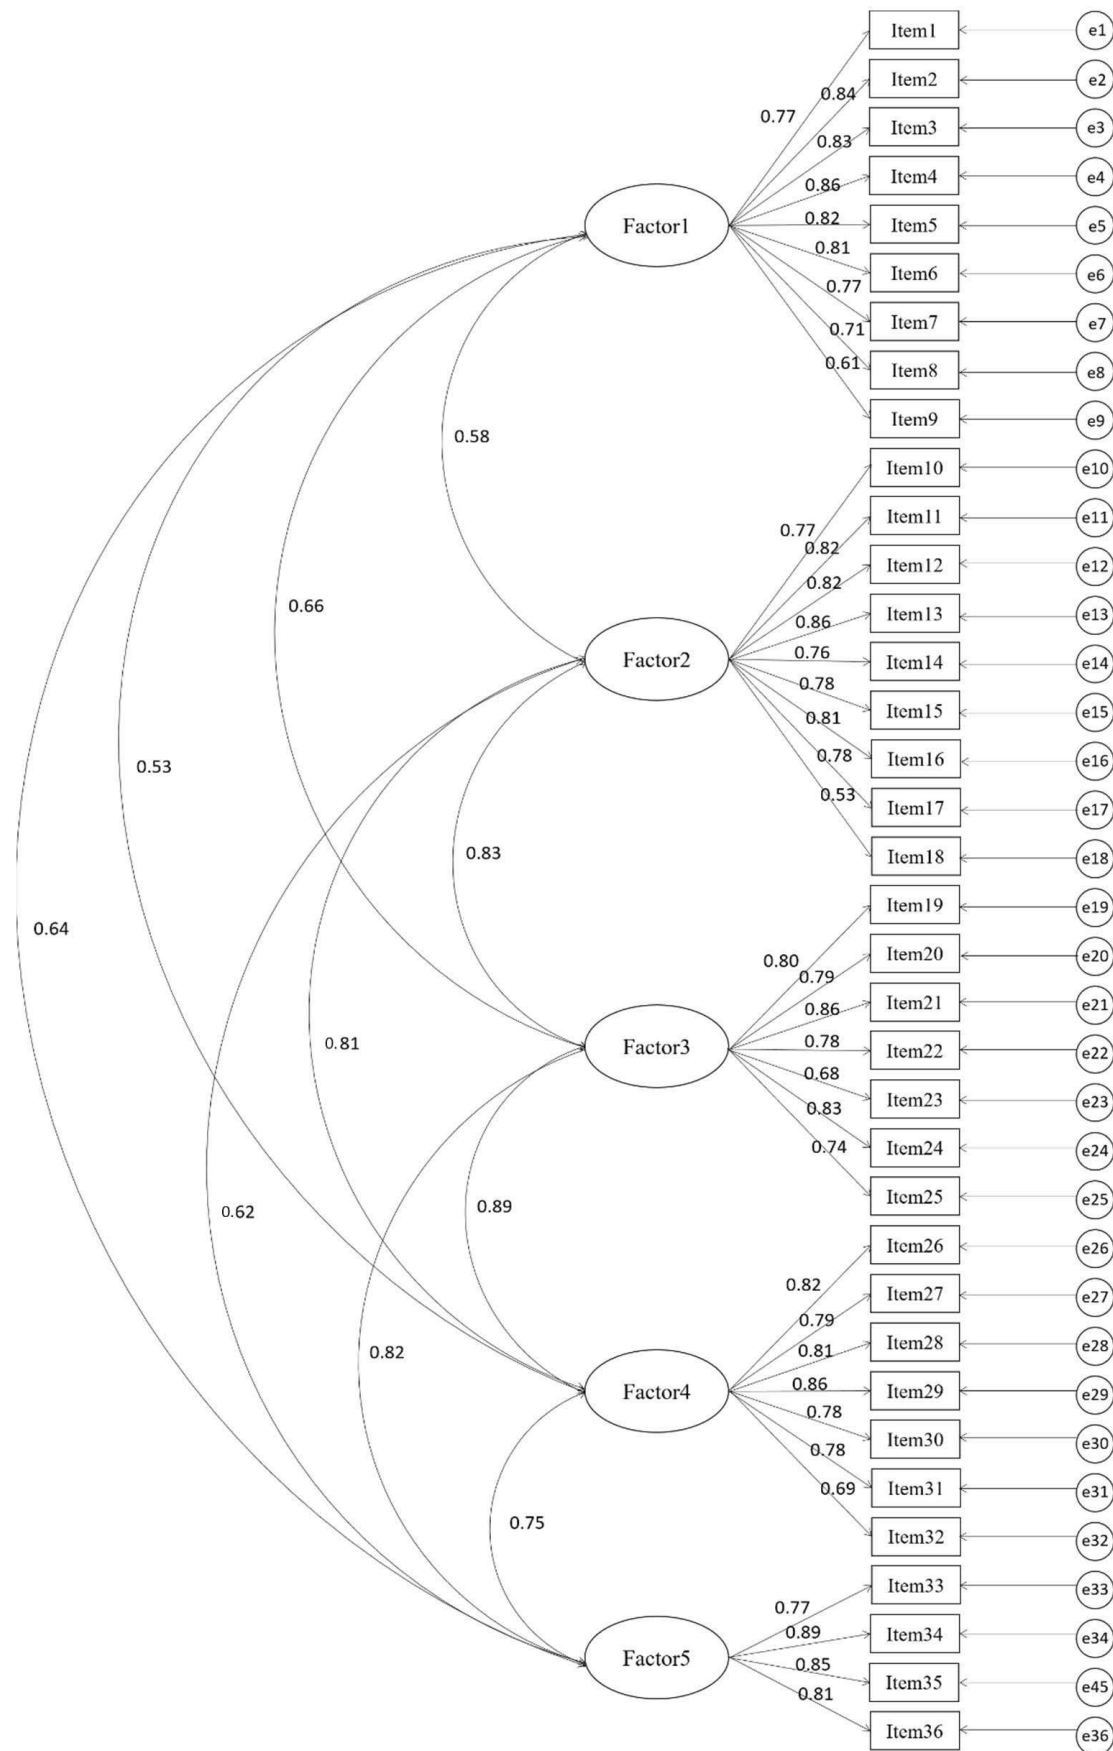 Item1 e1
Item2 e2
0.84
0.77
Item3 e3
0.83
Item4 e4
0.86
Factor1
0.82
Item5 e5
0.81
Item6 e6
0.77
Item7 e7
0.71
Item8 e8
0.61
Item9 e9
0.58
Item10 e10
Item11 e11
0.77
0.82
Item12 e12
0.82
0.66
Item13 e13
0.86
Factor2
0.76
Item14 e14
0.78
Item15 e15
0.81
Item16 e16
0.78
0.53
Item17 e17
0.53
Item18 e18
0.83
Item19 e19
0.64
Item20 e20
0.80
0.79
Item21 e21
0.86
Factor3
0.81
0.78
Item22 e22
0.68
Item23 e23
0.83
Item24 e24
0.74
Item25 e25
0.89
0.62
Item26 e26
0.82
Item27 e27
0.79
Item28 e28
0.81
0.82
Factor4
0.86
Item29 e29
0.78
Item30 e30
0.78
Item31 e31
0.69
0.75
Item32 e32
Item33 e33
0.77
0.89
Item34 e34
Factor5
0.85
Item35 e45
0.81
Item36 e36